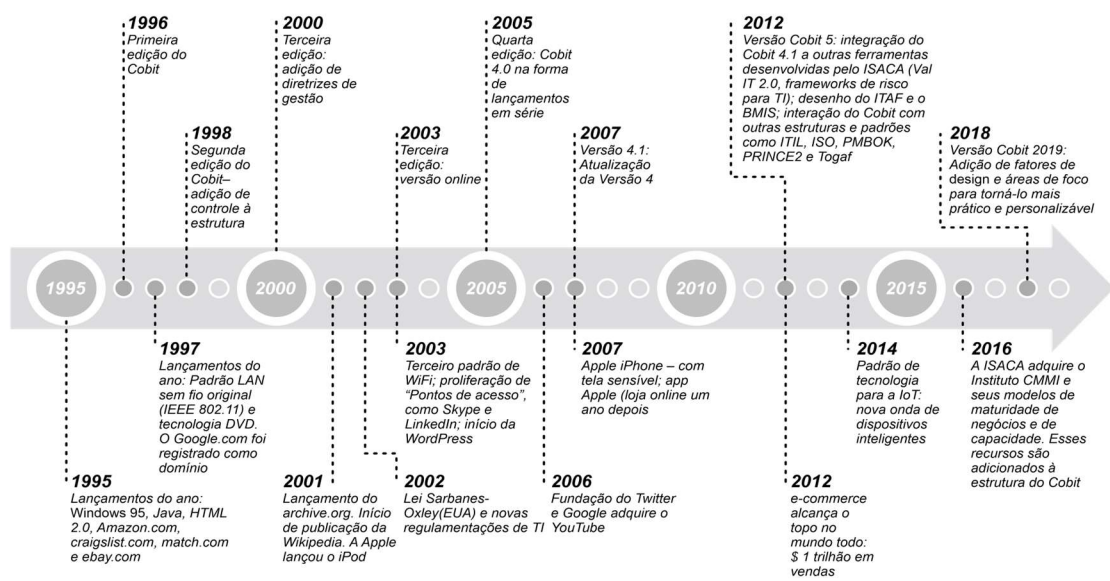 1996
Primeira
edição do
Cobit
1998
Segunda
edição do
Cobit–
adição de
controle à
estrutura
2000
Terceira
edição:
adição de
diretrizes de
gestão
2003
Terceira
edição:
versão online
2005
Quarta
edição: Cobit
4.0 na forma
de
lançamentos
em série
2007
Versão 4.1:
Atualização
da Versão 4
2012
Versão Cobit 5: integração do
Cobit 4.1 a outras ferramentas
desenvolvidas pelo ISACA (Val
IT 2.0, frameworks de risco
para TI); desenho do ITAF e o
BMIS; interação do Cobit com
outras estruturas e padrões
como ITIL, ISO, PMBOK,
PRINCE2 e Togaf
2018
Versão Cobit 2019:
Adição de fatores de
design e áreas de foco
para torná-lo mais
prático e personalizável
1995
2000
2005
2010
2015
1995
Lançamentos do ano:
Windows 95, Java, HTML
2.0, Amazon.com,
craigslist.com, match.com
e ebay.com
1997
Lançamentos do
ano: Padrão LAN
sem fio original
(IEEE 802.11) e
tecnologia DVD.
O Google.com foi
registrado como
domínio
2001
Lançamento do
archive.org. Início
de publicação da
Wikipedia. A Apple
lançou o iPod
2002
Lei Sarbanes-
Oxley(EUA) e novas
regulamentações de TI
2003
Terceiro padrão de
WiFi; proliferação de
“Pontos de acesso”,
como Skype e
LinkedIn; início da
WordPress
2006
Fundação do Twitter
e Google adquire o
YouTube
2007
Apple iPhone – com
tela sensível; app
Apple (loja online um
ano depois
2012
e-commerce
alcança o
topo no
mundo todo:
$ 1 trilhão em
vendas
2014
Padrão de
tecnologia
para a IoT:
nova onda de
dispositivos
inteligentes
2016
A ISACA adquire o
Instituto CMMI e
seus modelos de
maturidade de
negócios e de
capacidade. Esses
recursos são
adicionados à
estrutura do Cobit